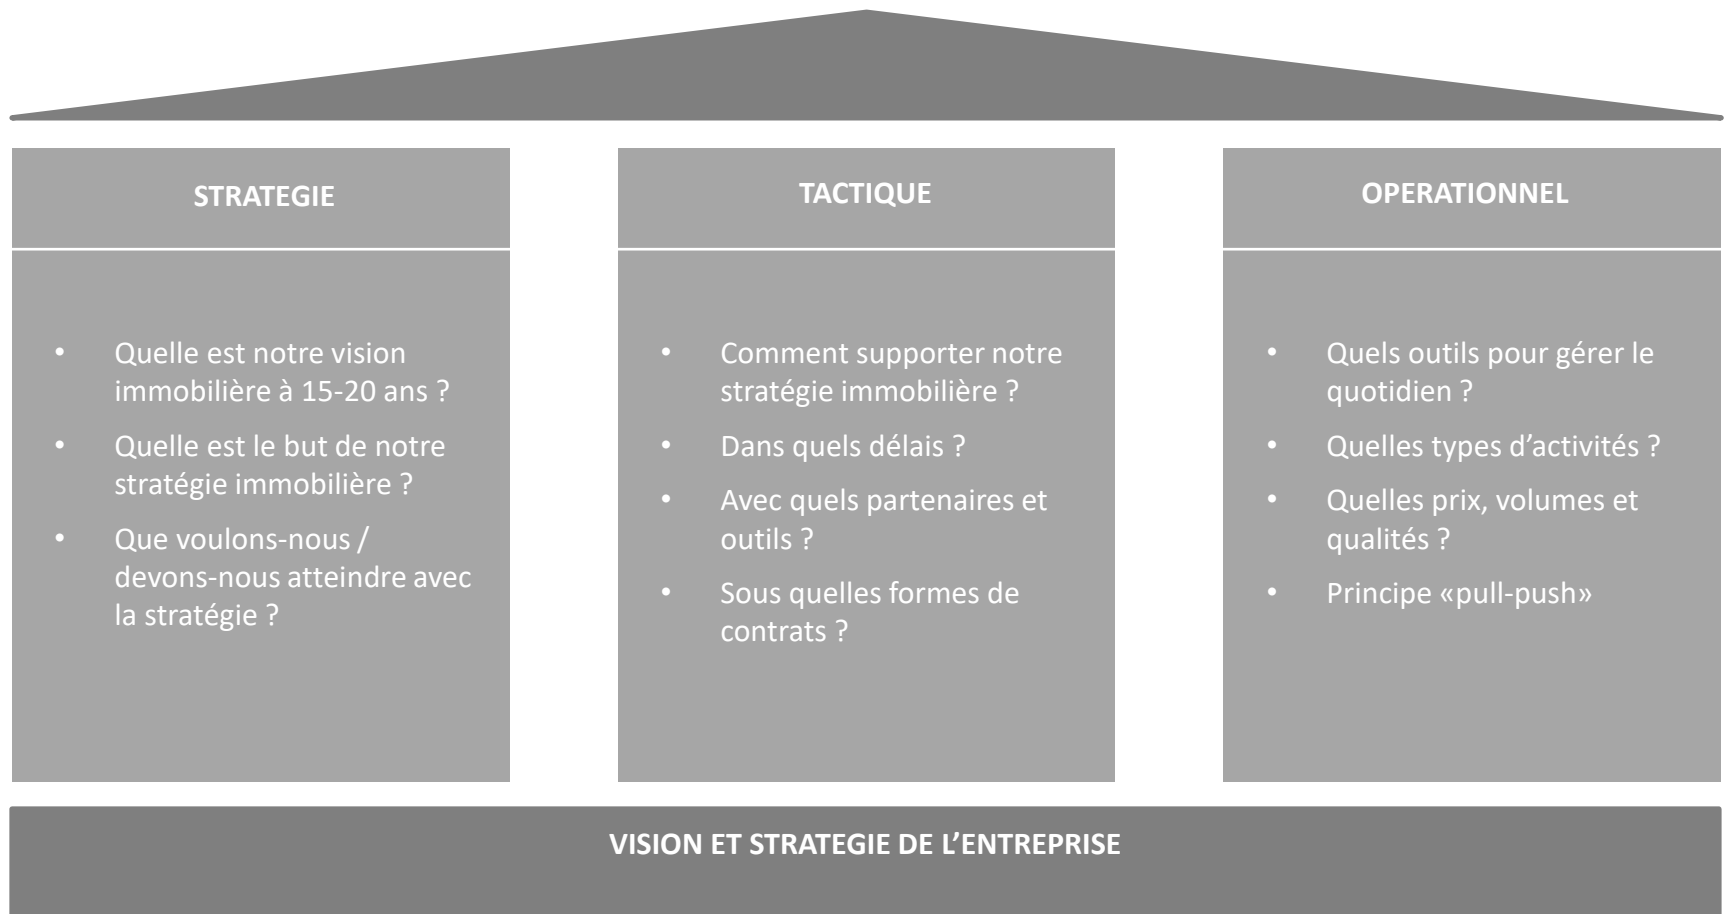 STRATEGIE
• Quelle est notre vision
immobilière à 15-20 ans ?
• Quelle est le but de notre
stratégie immobilière ?
• Que voulons-nous /
devons-nous atteindre avec
la stratégie ?
TACTIQUE
• Comment supporter notre
stratégie immobilière ?
• Dans quels délais ?
• Avec quels partenaires et
outils ?
• Sous quelles formes de
contrats ?
OPERATIONNEL
• Quels outils pour gérer le
quotidien ?
• Quelles types d’activités ?
• Quelles prix, volumes et
qualités ?
• Principe «pull-push»
VISION ET STRATEGIE DE L’ENTREPRISE